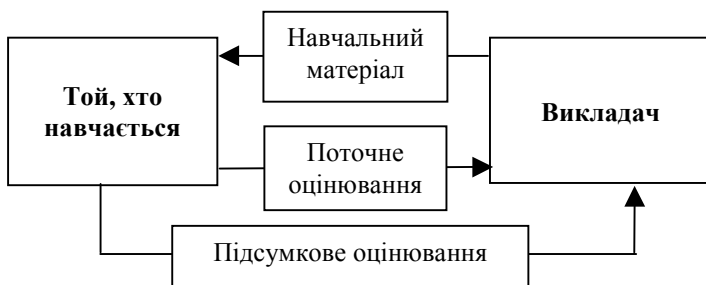 Навчальний
матеріал
Той, хто
навчається
Викладач
Поточне
оцінювання
Підсумкове оцінювання